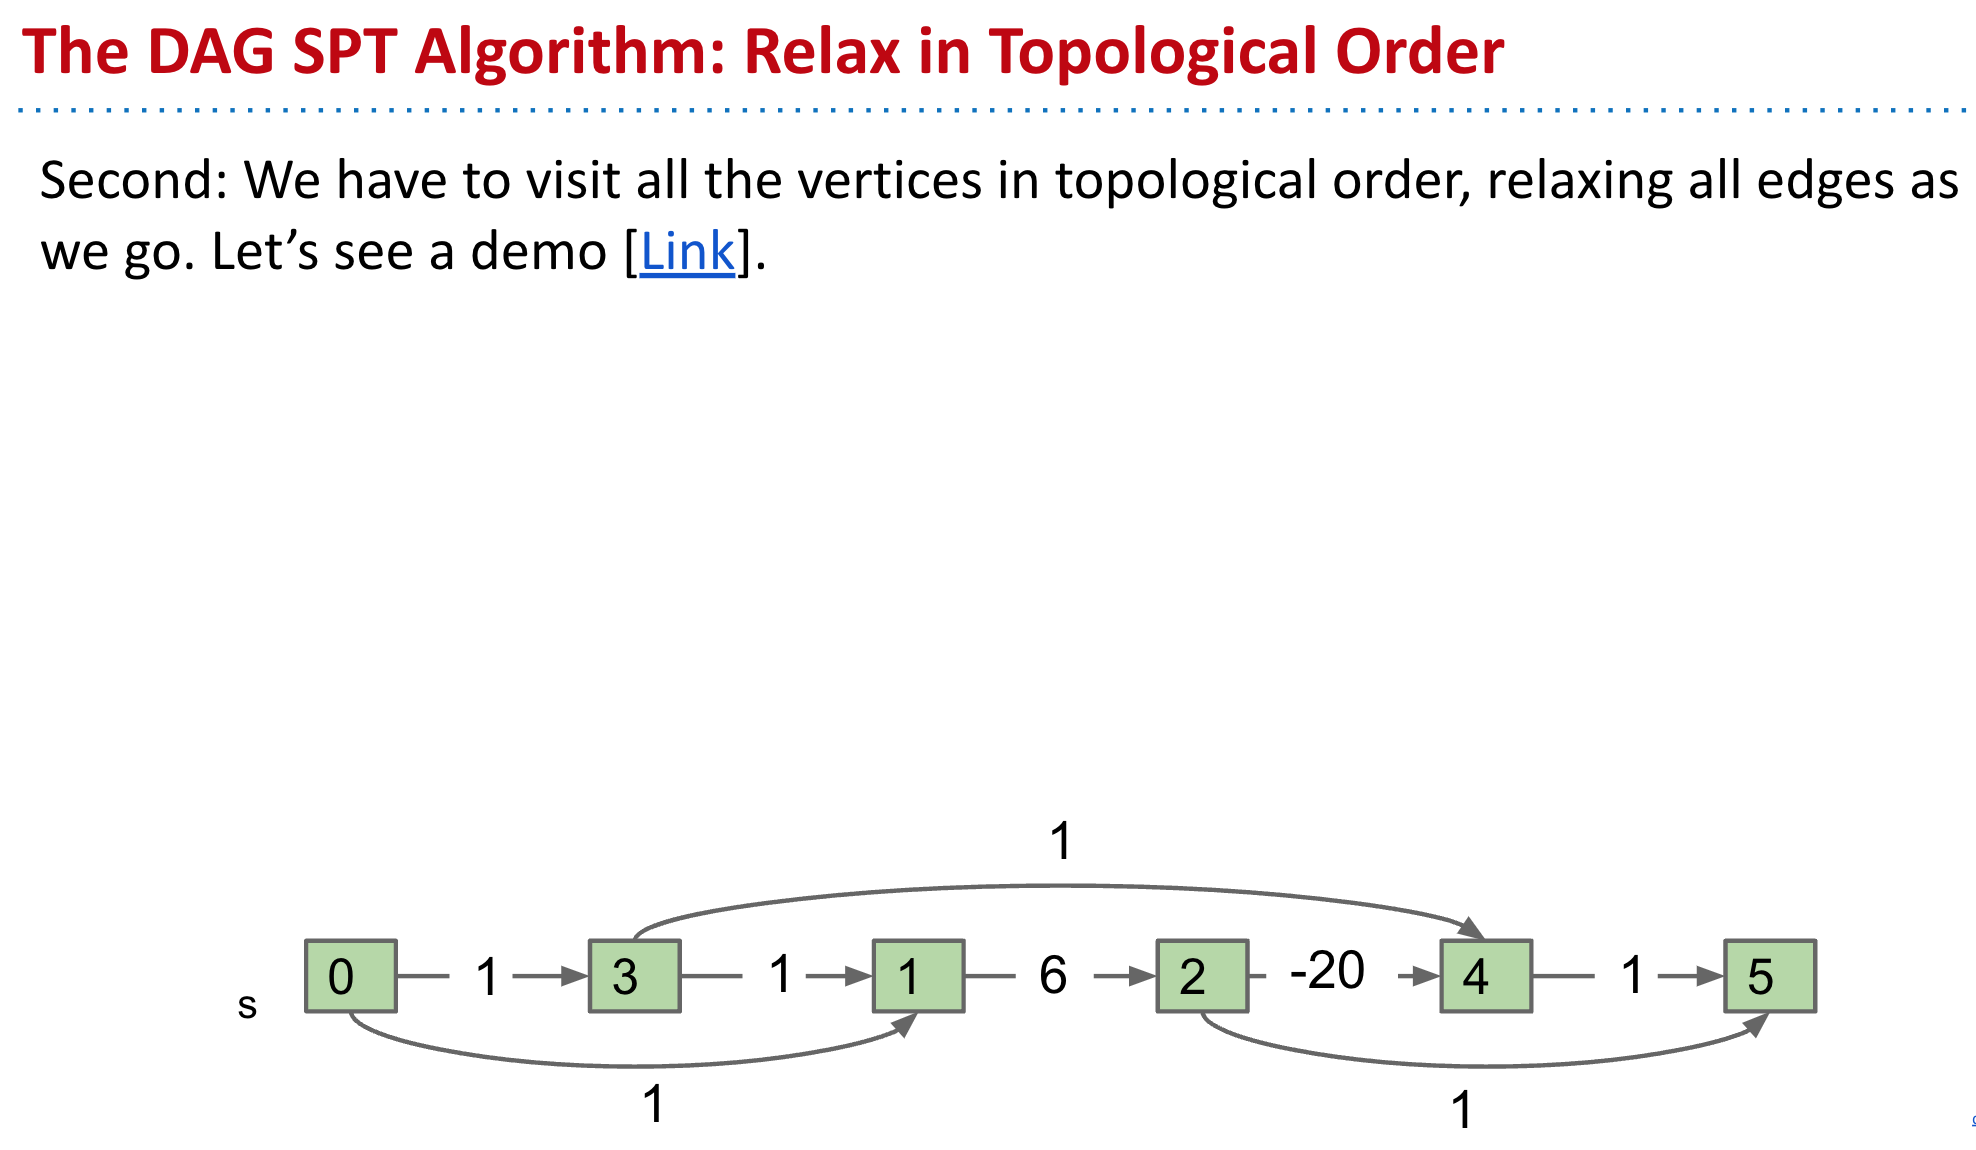 The DAG SPT Algorithm: Relax in Topological Order
Second: We have to visit all the vertices in topological order, relaxing all edges as
we go. Let’s see a demo [Link].
1
s 0 1 3 1 1 6 2 -20 4 1 5
1 1